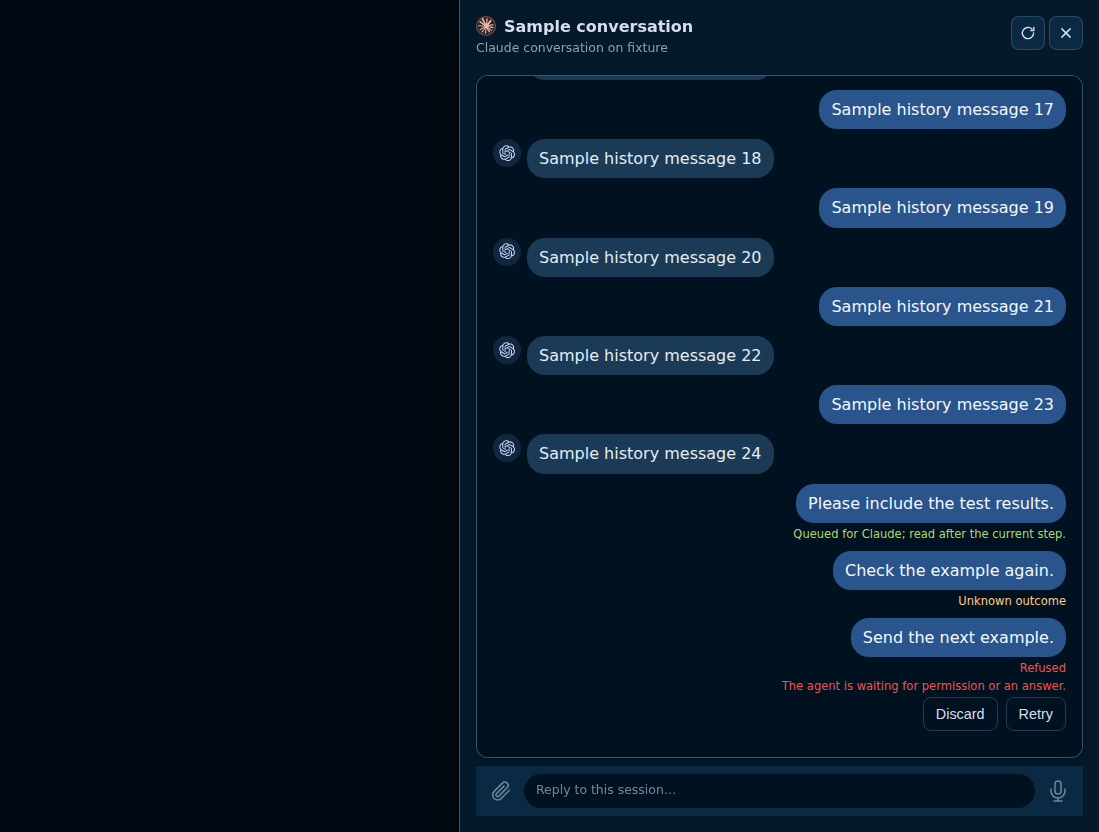 Sample conversation
Claude conversation on fixture
Sample history message 17
Sample history message 18
Sample history message 19
Sample history message 20
Sample history message 21
Sample history message 22
Sample history message 23
Sample history message 24
Please include the test results.
Queued for Claude; read after the current step.
Check the example again.
Unknown outcome
Send the next example.
Refused
The agent is waiting for permission or an answer.
Discard Retry
Reply to this session...